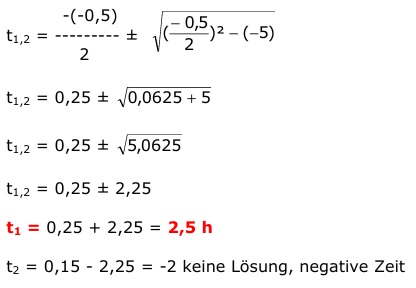 t1,2 = -(-0,5) / 2 ± √((- 0,5 / 2)² − (−5))
t1,2 = 0,25 ± √(0,0625 + 5)
t1,2 = 0,25 ± √5,0625
t1,2 = 0,25 ± 2,25
t1 = 0,25 + 2,25 = 2,5 h
t2 = 0,15 - 2,25 = -2 keine Lösung, negative Zeit